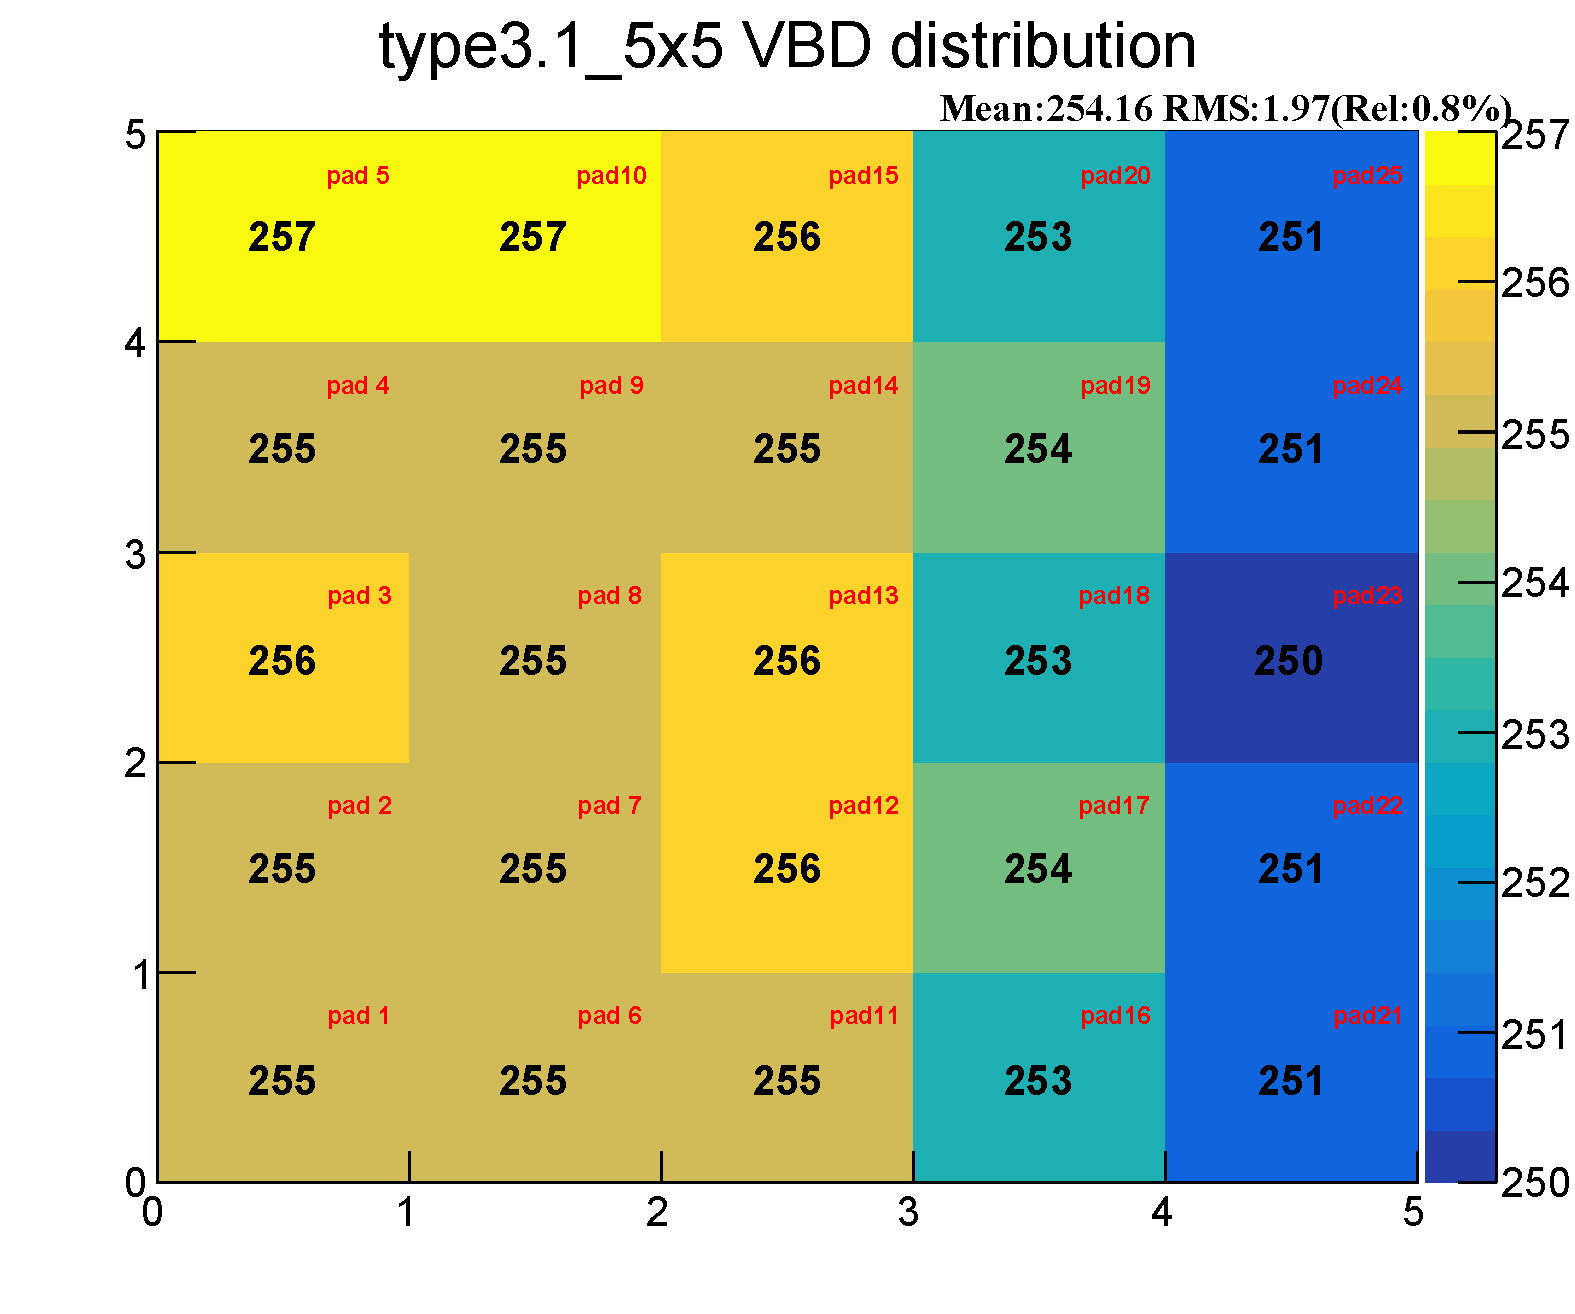 type3.1_5x5 VBD distribution
Mean:254.16 RMS:1.97(Rel:0.8%)
5 257
pad 5 pad10 pad15 pad20 pad25
257 257 256 253 251
256
4
pad 4 pad 9 pad14 pad19 pad24
255 255 255 254 251
255
3
254
pad 3 pad 8 pad13 pad18 pad23
256 255 256 253 250
253
2
pad 2 pad 7 pad12 pad17 pad22
255 255 256 254 251
252
1
pad 1 pad 6 pad11 pad16 pad21
251
255 255 255 253 251
0 250
0 1 2 3 4 5